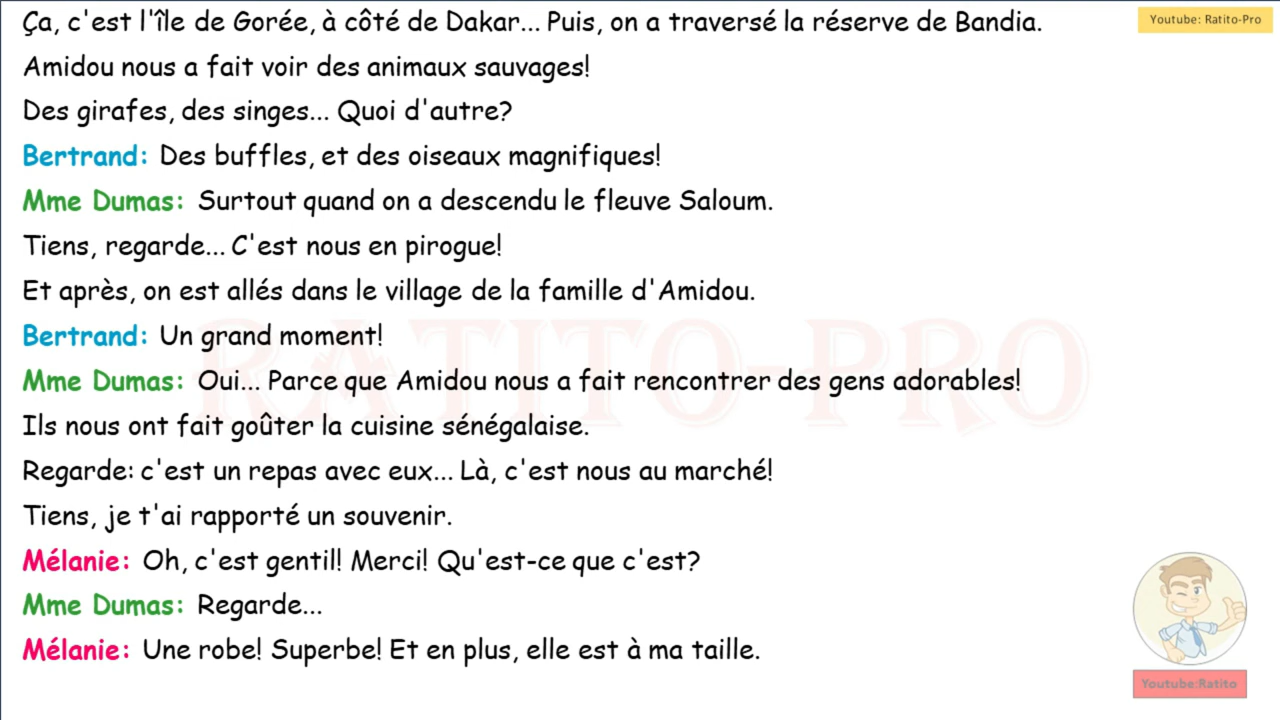 Ça, c'est l'île de Gorée, à côté de Dakar... Puis, on a traversé la réserve de Bandia.
Youtube: Ratito-Pro
Amidou nous a fait voir des animaux sauvages!
Des girafes, des singes... Quoi d'autre?
Bertrand: Des buffles, et des oiseaux magnifiques!
Mme Dumas: Surtout quand on a descendu le fleuve Saloum.
Tiens, regarde... C'est nous en pirogue!
Et après, on est allés dans le village de la famille d'Amidou.
Bertrand: Un grand moment!
RATITO-PRO
Mme Dumas: Oui... Parce que Amidou nous a fait rencontrer des gens adorables!
Ils nous ont fait goûter la cuisine sénégalaise.
Regarde: c'est un repas avec eux... Là, c'est nous au marché!
Tiens, je t'ai rapporté un souvenir.
Mélanie: Oh, c'est gentil! Merci! Qu'est-ce que c'est?
Mme Dumas: Regarde...
Mélanie: Une robe! Superbe! Et en plus, elle est à ma taille.
Youtube:Ratito